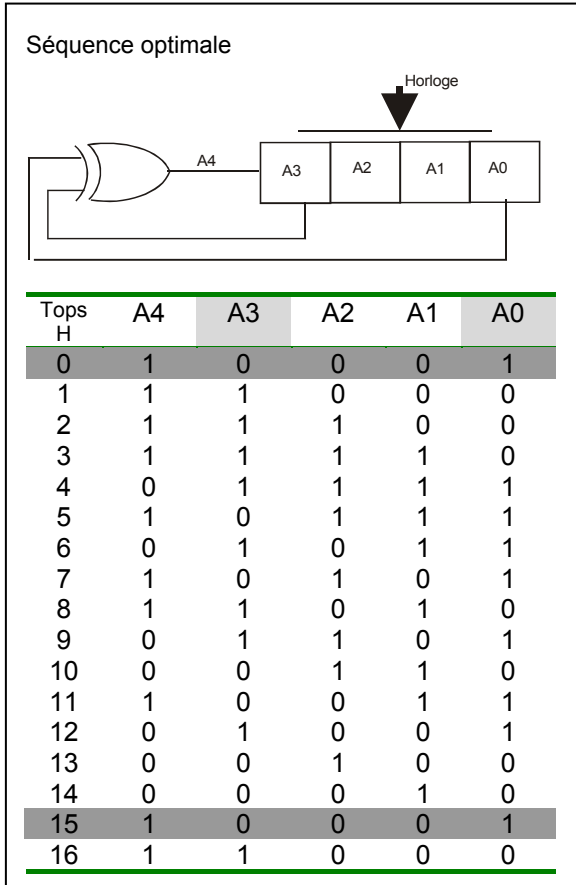 Séquence optimale
Horloge
A4 A3 A2 A1 A0
Tops H A4 A3 A2 A1 A0
0 1 0 0 0 1
1 1 1 0 0 0
2 1 1 1 0 0
3 1 1 1 1 0
4 0 1 1 1 1
5 1 0 1 1 1
6 0 1 0 1 1
7 1 0 1 0 1
8 1 1 0 1 0
9 0 1 1 0 1
10 0 0 1 1 0
11 1 0 0 1 1
12 0 1 0 0 1
13 0 0 1 0 0
14 0 0 0 1 0
15 1 0 0 0 1
16 1 1 0 0 0